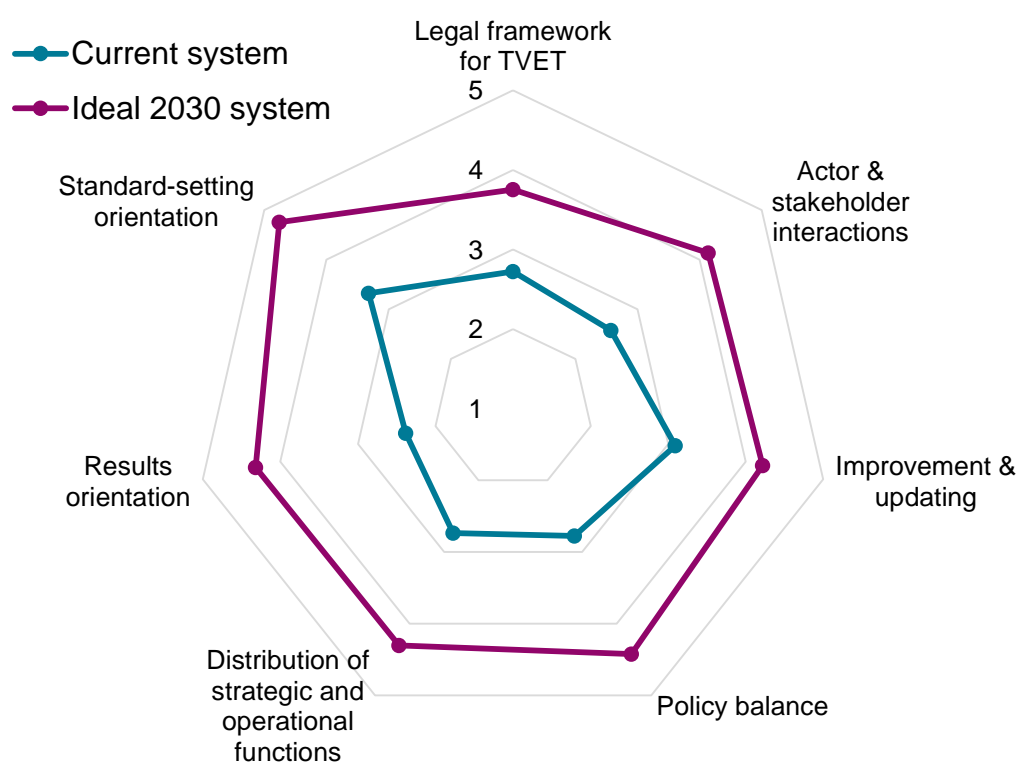 Current system
Ideal 2030 system
Legal framework
for TVET
5
4
3
2
1
Actor &
stakeholder
interactions
Improvement &
updating
Policy balance
Distribution of
strategic and
operational
functions
Results
orientation
Standard-setting
orientation